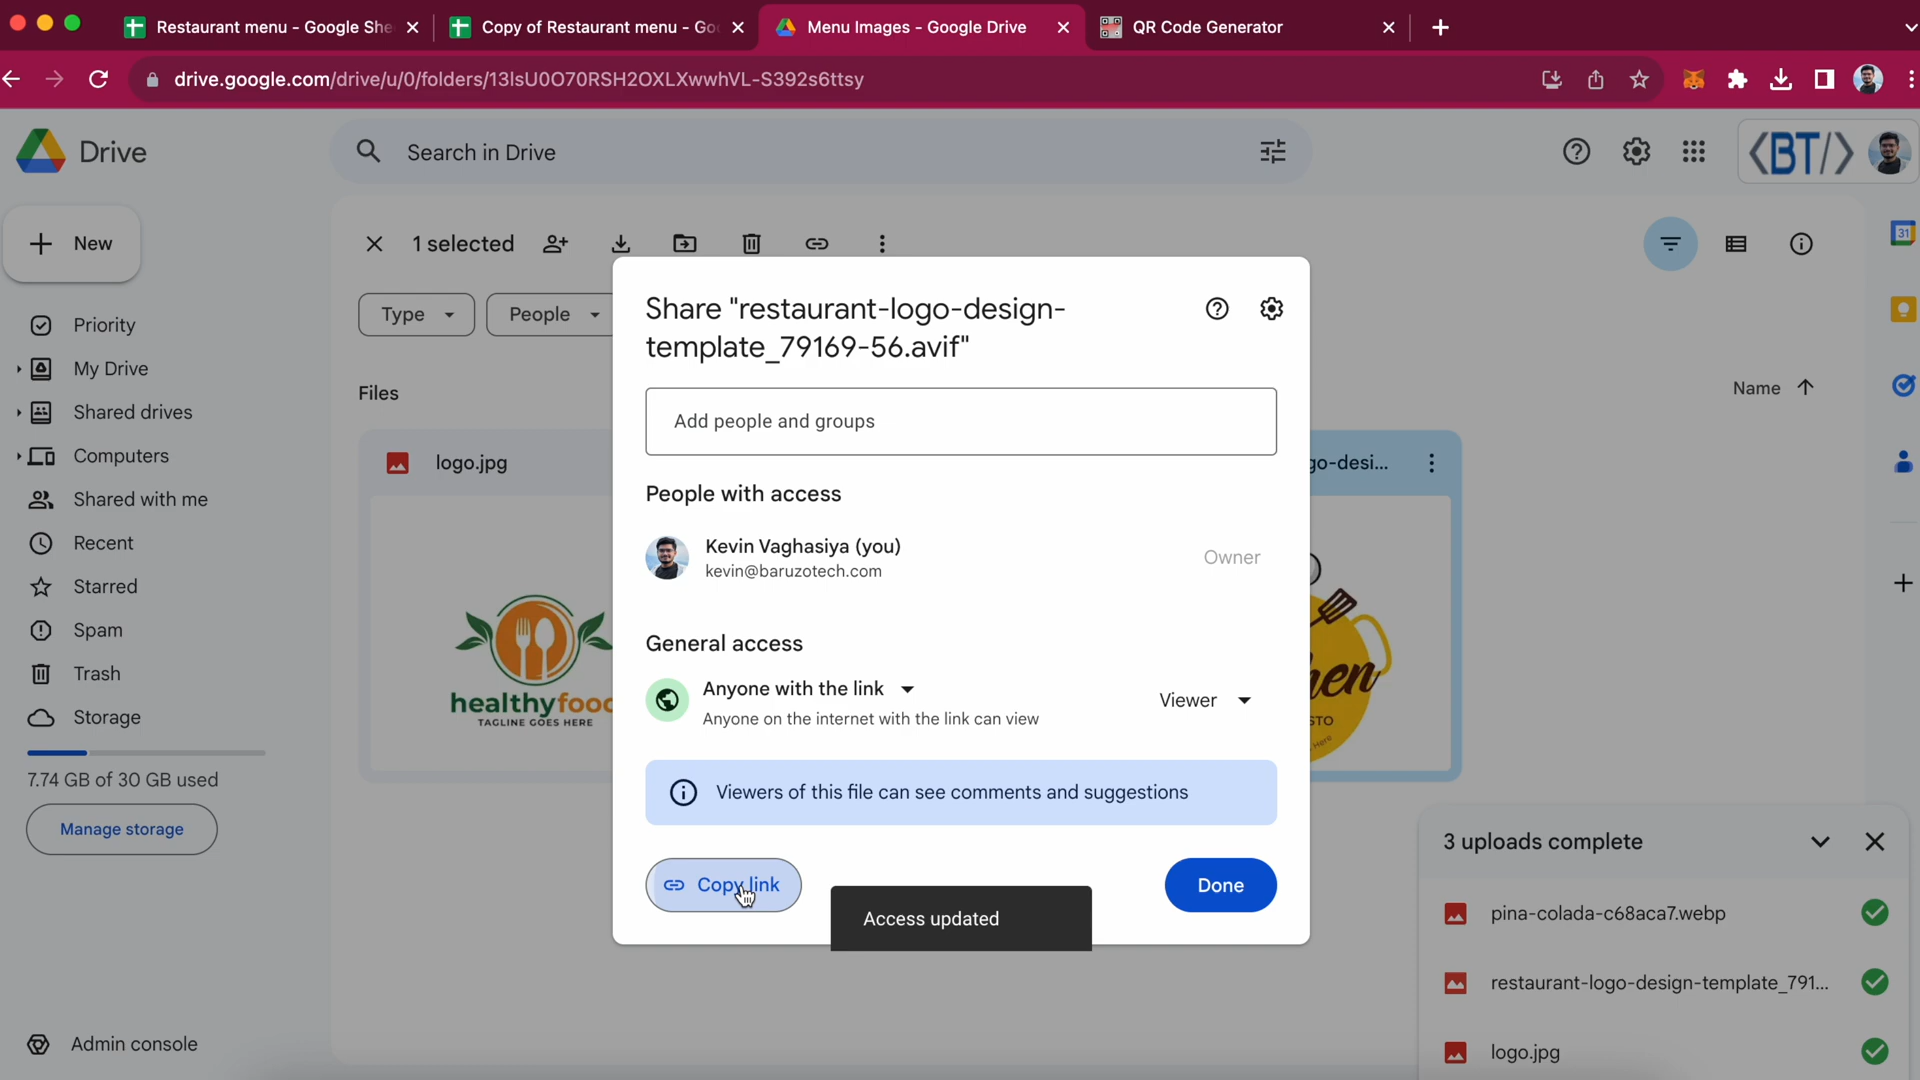 Restaurant menu - Google She
Copy of Restaurant menu - Goo
Menu Images - Google Drive
QR Code Generator
drive.google.com/drive/u/0/folders/13lsU0O70RSH2OXLXwwhVL-S392s6ttsy
Drive
Search in Drive
<BT/>
New
1 selected
Type
People
Priority
My Drive
Shared drives
Computers
Shared with me
Recent
Starred
Spam
Trash
Storage
7.74 GB of 30 GB used
Manage storage
Admin console
Files
Name
logo.jpg
go-desi...
healthyfood
TAGLINE GOES HERE
Share "restaurant-logo-design-
template_79169-56.avif"
Add people and groups
People with access
Kevin Vaghasiya (you)
kevin@baruzotech.com
Owner
General access
Anyone with the link
Anyone on the internet with the link can view
Viewer
Viewers of this file can see comments and suggestions
Copy link
Done
Access updated
31
3 uploads complete
pina-colada-c68aca7.webp
restaurant-logo-design-template_791...
logo.jpg